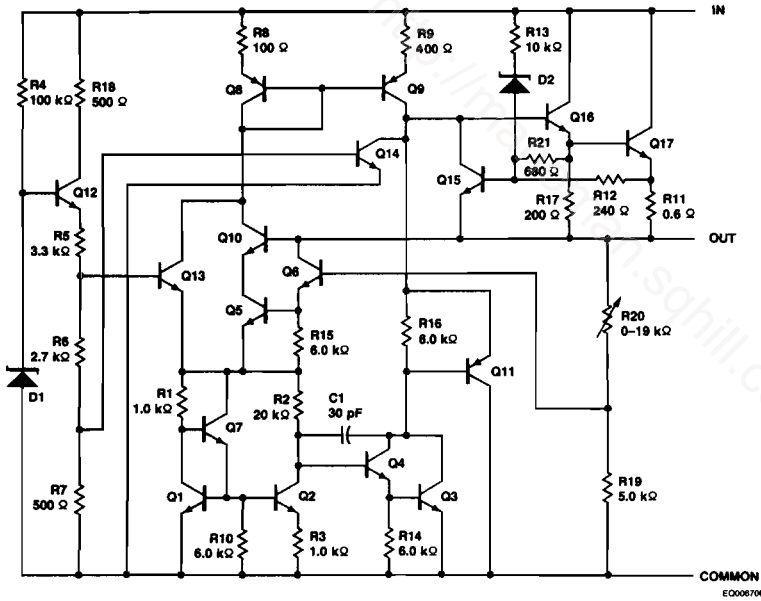 IN
R8
100 Ω
R9
400 Ω
R13
10 kΩ
D2
R4
100 kΩ
R18
500 Ω
Q8
Q9
Q16
Q17
Q14
R21
680 Ω
Q15
Q12
R17
200 Ω
R12
240 Ω
R11
0.6 Ω
R5
3.3 kΩ
OUT
Q10
Q6
Q13
Q5
R15
6.0 kΩ
R16
6.0 kΩ
R20
0–19 kΩ
R6
2.7 kΩ
Q11
D1
R1
1.0 kΩ
R2
20 kΩ
C1
30 pF
Q7
Q4
Q3
R7
500 Ω
Q1
Q2
R19
5.0 kΩ
R10
6.0 kΩ
R3
1.0 kΩ
R14
6.0 kΩ
COMMON